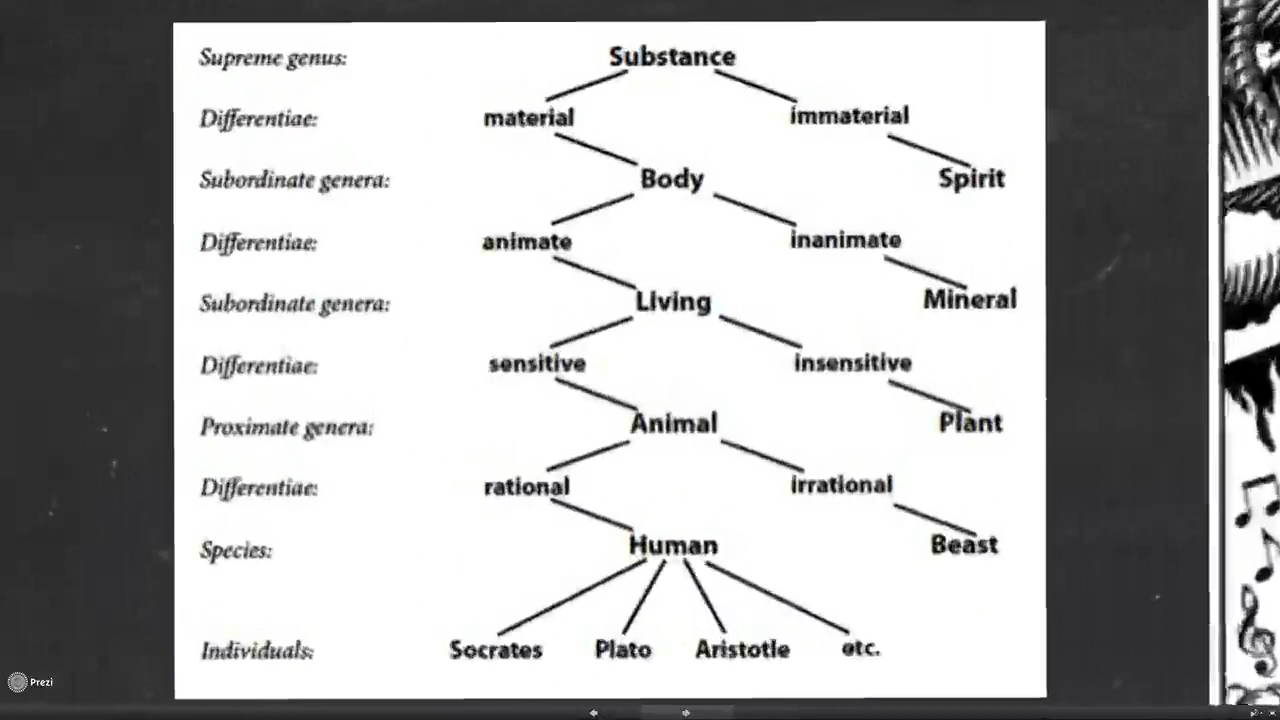 Supreme genus: Substance
Differentiae: material immaterial
Subordinate genera: Body Spirit
Differentiae: animate inanimate
Subordinate genera: Living Mineral
Differentiae: sensitive insensitive
Proximate genera: Animal Plant
Differentiae: rational irrational
Species: Human Beast
Individuals: Socrates Plato Aristotle etc.
Prezi